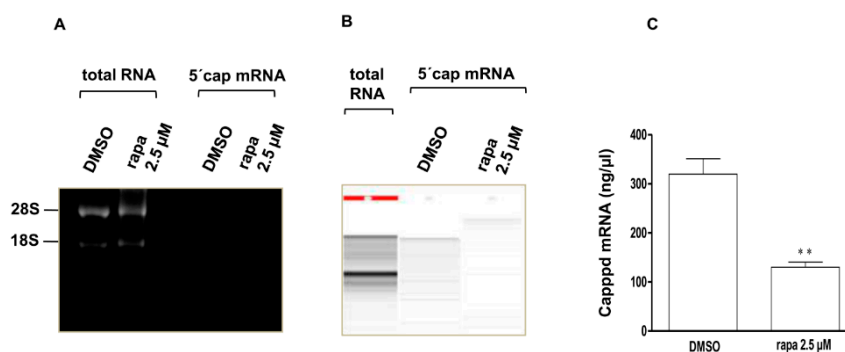 A
total RNA
5´cap mRNA
DMSO
rapa
2.5 µM
DMSO
rapa
2.5 µM
28S
18S
B
total
RNA
5´cap mRNA
DMSO
rapa
2.5 µM
C
Capppd mRNA (ng/µl)
400
300
200
100
0
**
DMSO
rapa 2.5 µM